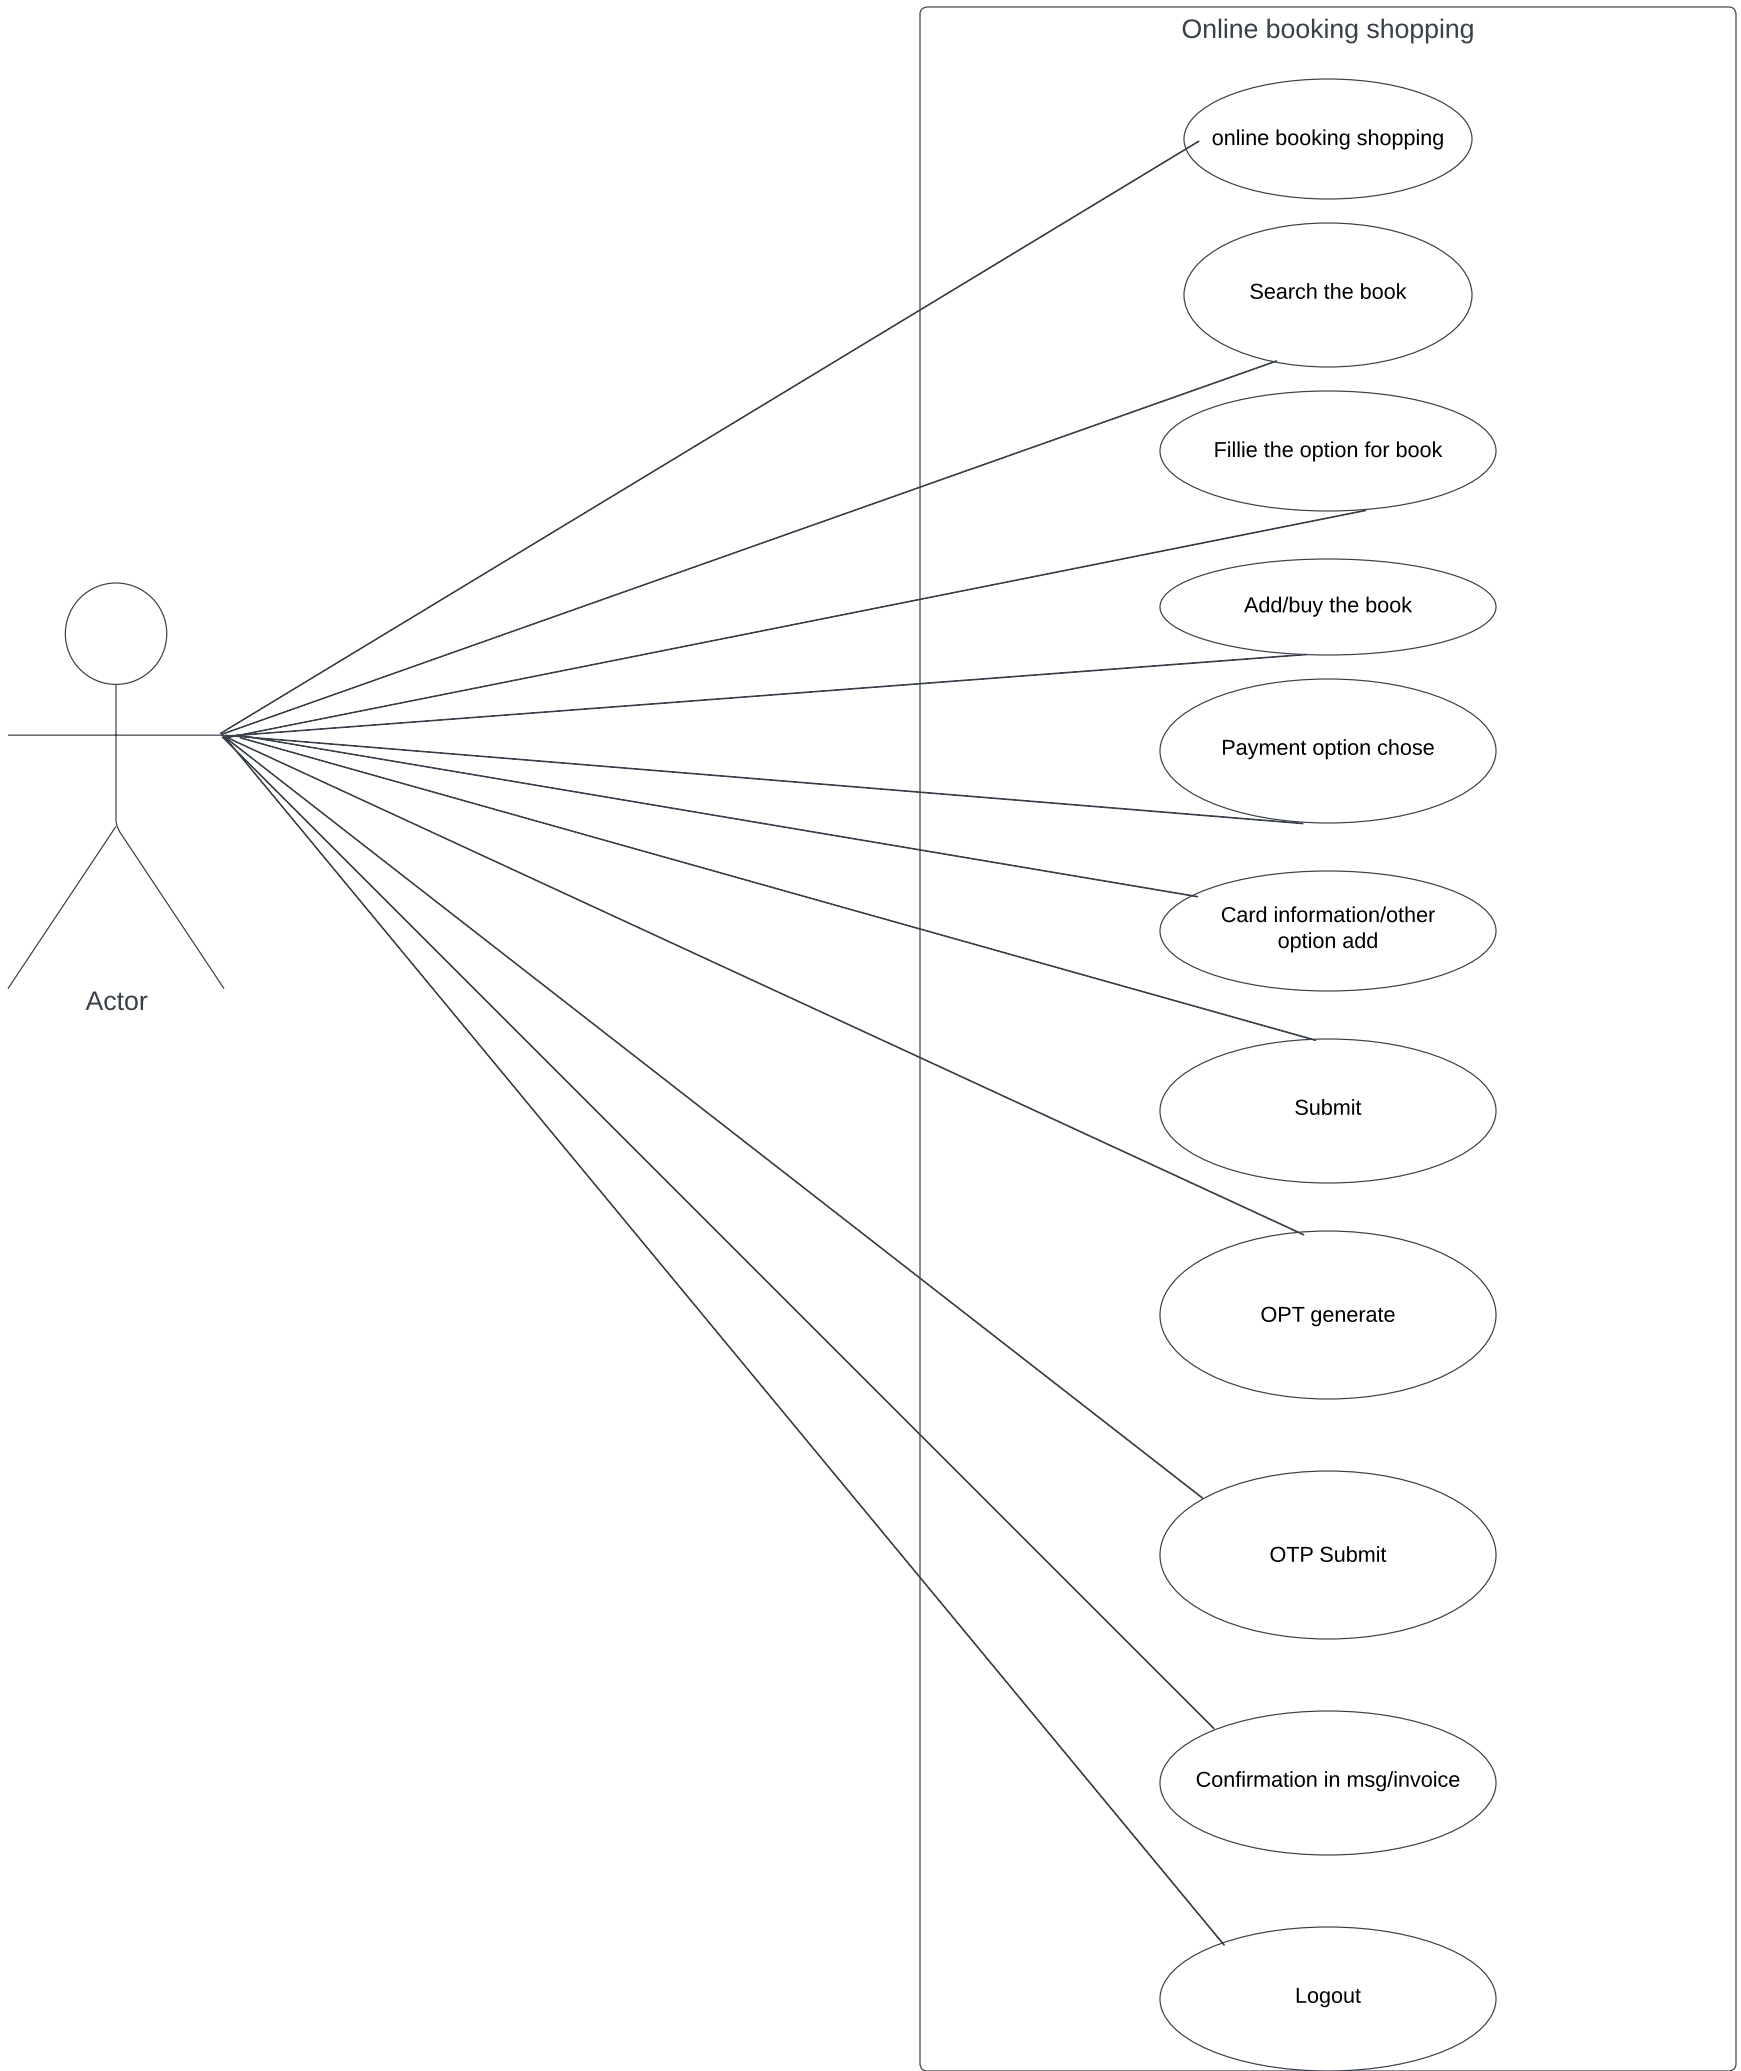 Online booking shopping
online booking shopping
Search the book
Fillie the option for book
Add/buy the book
Payment option chose
Card information/other
option add
Actor
Submit
OPT generate
OTP Submit
Confirmation in msg/invoice
Logout